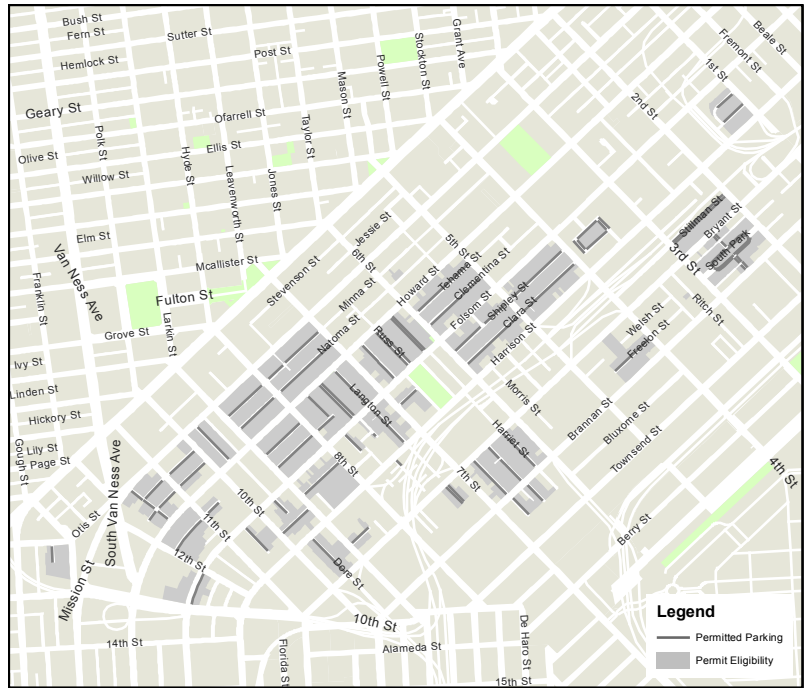 Bush St
Fern St
Sutter St
Grant Ave
Beale St
Fremont St
1st St
Hemlock St
Post St
Stockton St
Powell St
Mason St
Geary St
Ofarrell St
2nd St
Polk St
Taylor St
Olive St
Ellis St
Hyde St
Willow St
Leavenworth St
Jones St
Elm St
Jessie St
5th St
Stillman St
Bryant St
South Park
3rd St
Van Ness Ave
Mcallister St
6th St
Tehama St
Clementina St
Stevenson St
Howard St
Minna St
Franklin St
Fulton St
Folsom St
Shipley St
Clara St
Ritch St
Larkin St
Grove St
Natoma St
Russ St
Harrison St
Welsh St
Freelon St
Ivy St
Linden St
Langton St
Morris St
Hickory St
Brannan St
Bluxome St
Townsend St
Harriet St
Lily St
Page St
Gough St
South Van Ness Ave
8th St
7th St
4th St
10th St
Otis St
11th St
Berry St
12th St
Dore St
Mission St
10th St
14th St
Florida St
Alameda St
De Haro St
15th St
Legend
Permitted Parking
Permit Eligibility